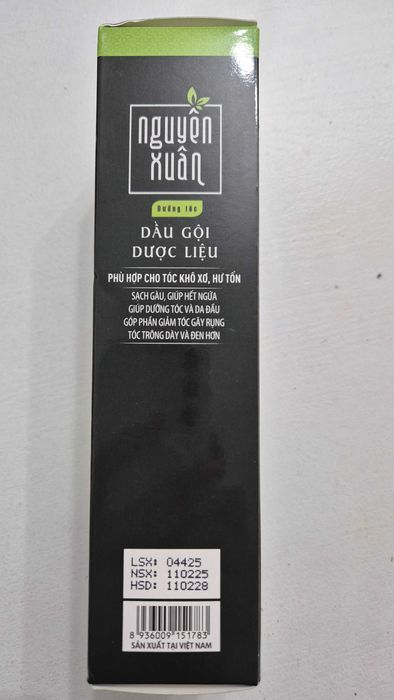 nguyên
xuân
Dưỡng tóc
DẦU GỘI
DƯỢC LIỆU
PHÙ HỢP CHO TÓC KHÔ XƠ, HƯ TỔN
SẠCH GÀU, GIÚP HẾT NGỨA
GIÚP DƯỠNG TÓC VÀ DA ĐẦU
GÓP PHẦN GIẢM TÓC GÃY RỤNG
TÓC TRÔNG DÀY VÀ ĐEN HƠN
LSX: 04425
NSX: 110225
HSD: 110228
8 936009 151783
SẢN XUẤT TẠI VIỆT NAM